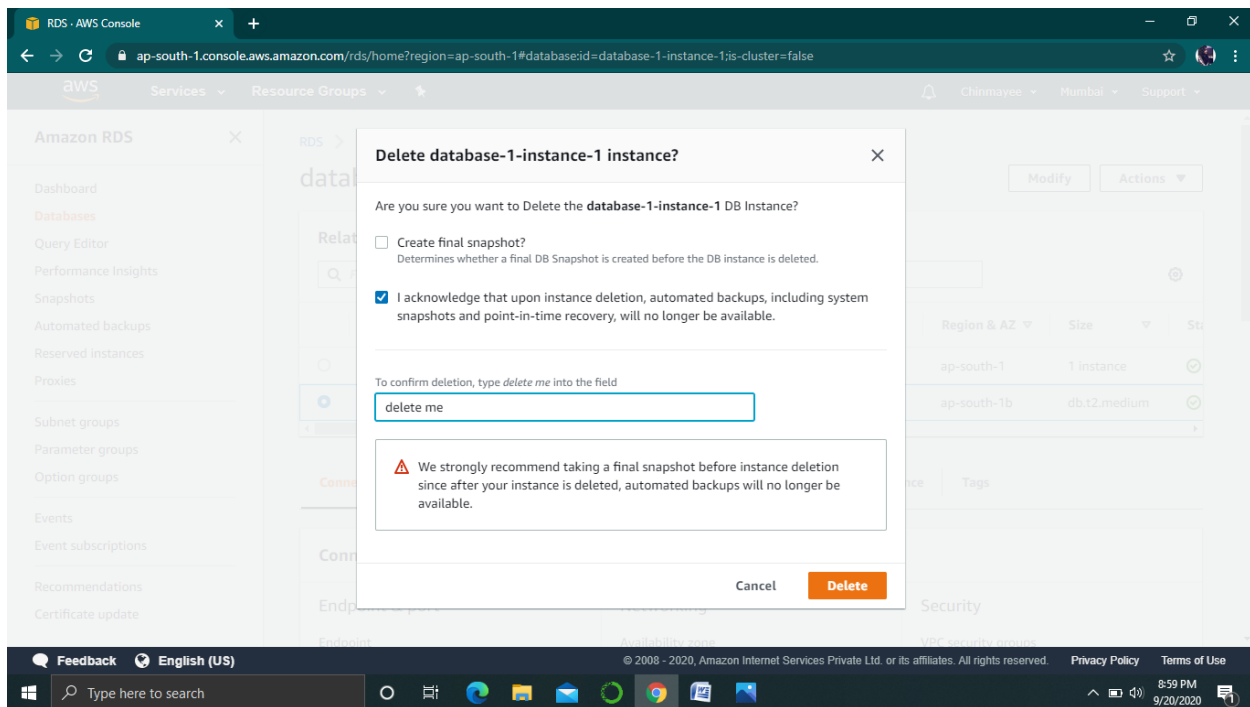 RDS · AWS Console
ap-south-1.console.aws.amazon.com/rds/home?region=ap-south-1#database:id=database-1-instance-1;is-cluster=false
aws Services Resource Groups Chinmayee Mumbai Support
Amazon RDS
Dashboard
Databases
Query Editor
Performance Insights
Snapshots
Automated backups
Reserved instances
Proxies
Subnet groups
Parameter groups
Option groups
Events
Event subscriptions
Recommendations
Certificate update
RDS
Modify Actions
Delete database-1-instance-1 instance?
Are you sure you want to Delete the database-1-instance-1 DB Instance?
Create final snapshot?
Determines whether a final DB Snapshot is created before the DB instance is deleted.
I acknowledge that upon instance deletion, automated backups, including system
snapshots and point-in-time recovery, will no longer be available.
To confirm deletion, type delete me into the field
delete me
We strongly recommend taking a final snapshot before instance deletion
since after your instance is deleted, automated backups will no longer be
available.
Cancel Delete
Region & AZ Size
ap-south-1 1 instance
ap-south-1b db.t2.medium
Tags
Security
Endpoint Availability zone VPC security groups
Feedback English (US) © 2008 - 2020, Amazon Internet Services Private Ltd. or its affiliates. All rights reserved. Privacy Policy Terms of Use
Type here to search
8:59 PM
9/20/2020